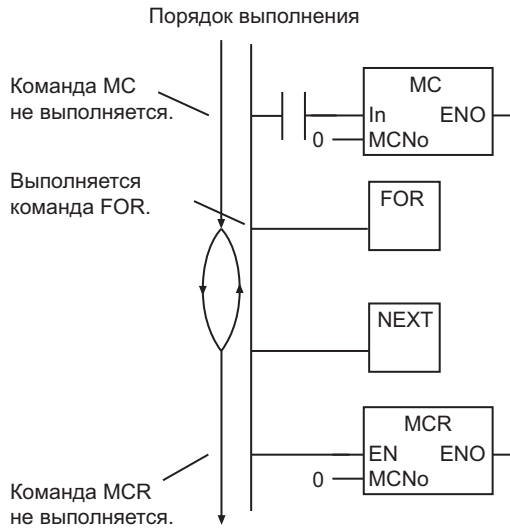 Порядок выполнения
Команда MC
не выполняется.
MC
In ENO
0 MCNo
Выполняется
команда FOR.
FOR
NEXT
MCR
EN ENO
0 MCNo
Команда MCR
не выполняется.